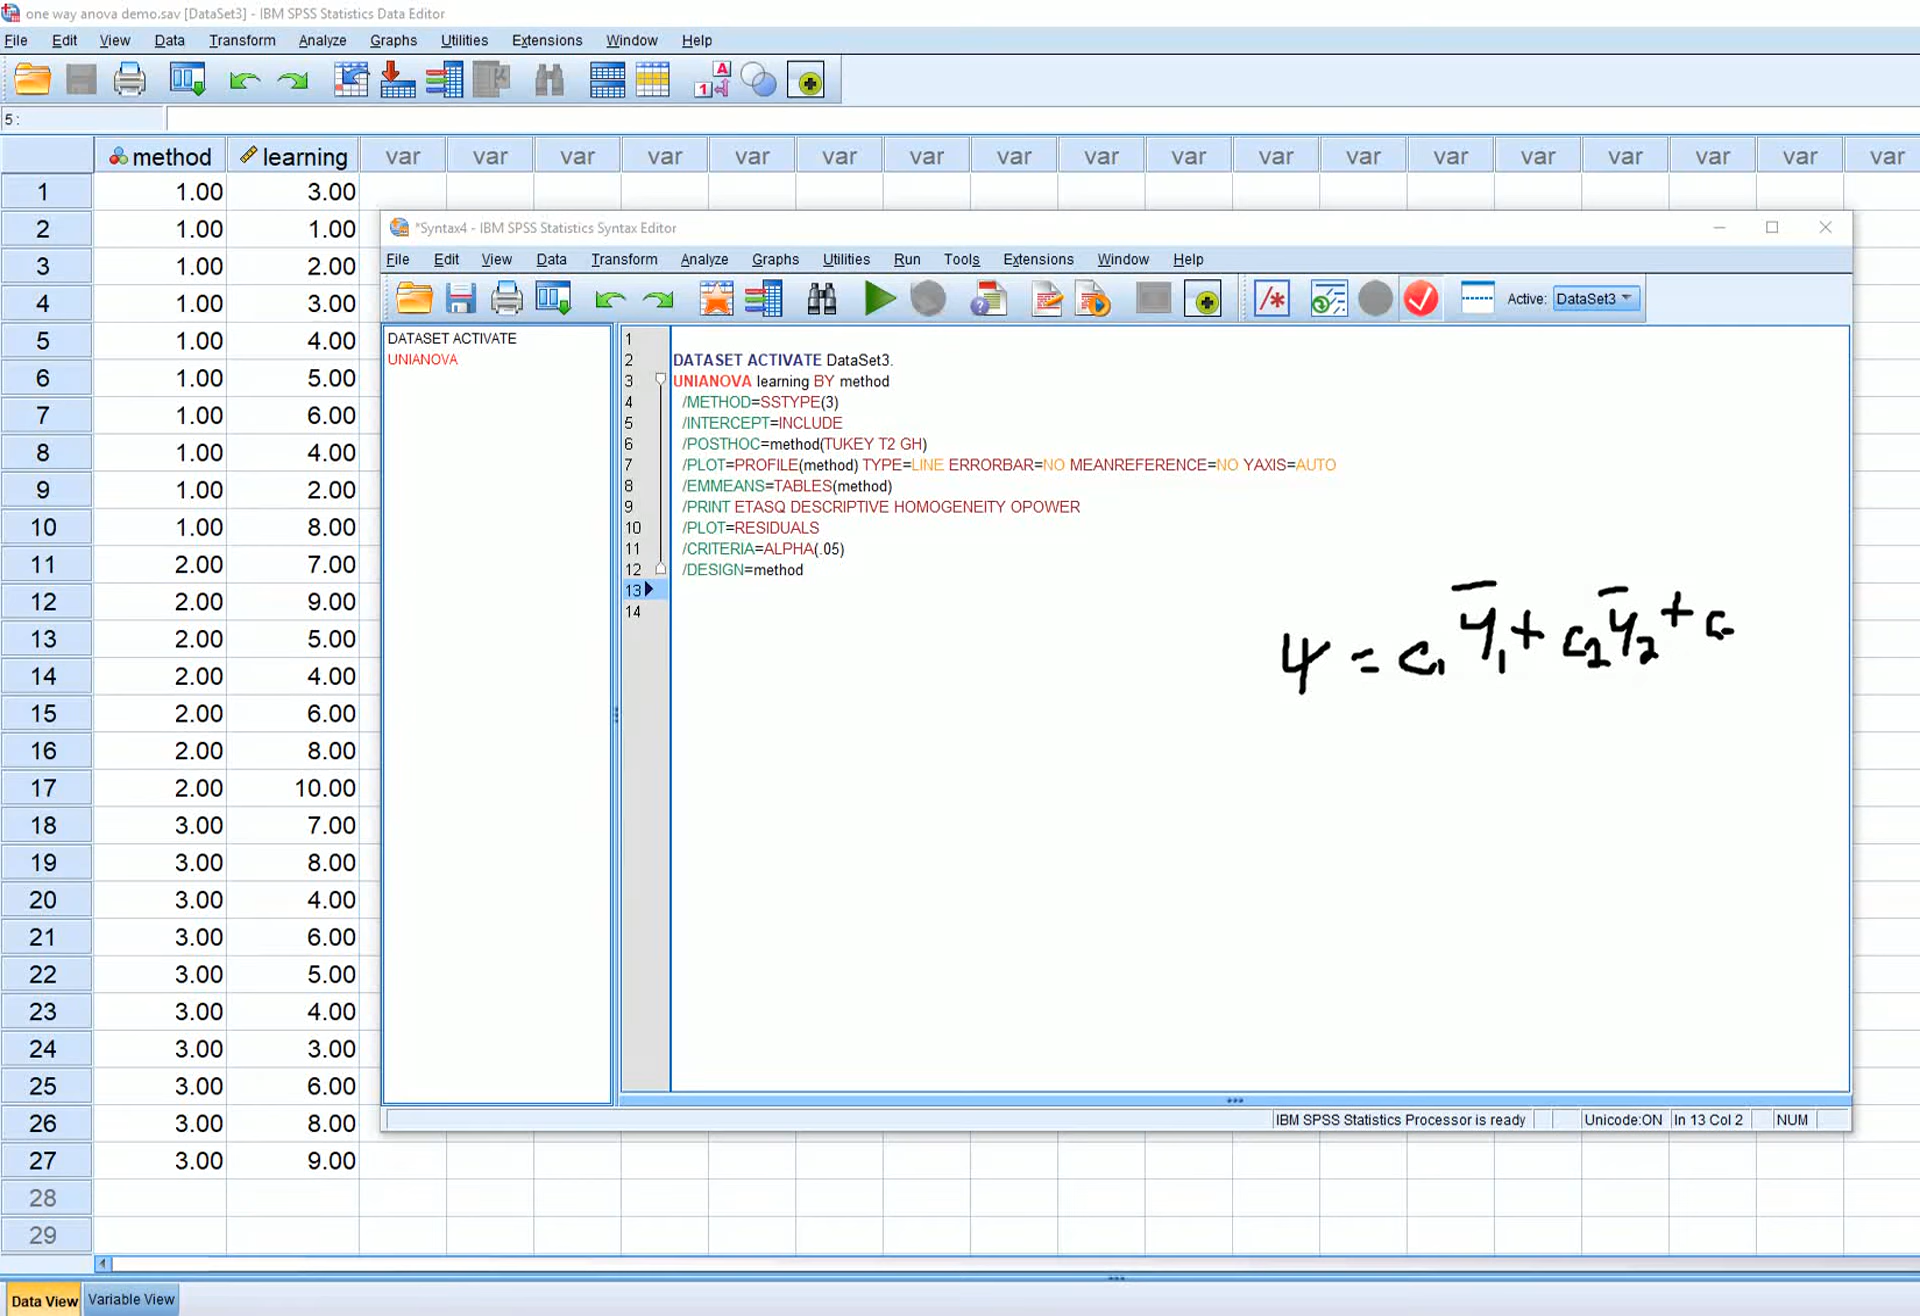 one way anova demo.sav [DataSet3] - IBM SPSS Statistics Data Editor
File Edit View Data Transform Analyze Graphs Utilities Extensions Window Help
5 :
method learning var var var var var var var var var var var var var var var var var var
1 1.00 3.00
2 1.00 1.00
3 1.00 2.00
4 1.00 3.00
5 1.00 4.00
6 1.00 5.00
7 1.00 6.00
8 1.00 4.00
9 1.00 2.00
10 1.00 8.00
11 2.00 7.00
12 2.00 9.00
13 2.00 5.00
14 2.00 4.00
15 2.00 6.00
16 2.00 8.00
17 2.00 10.00
18 3.00 7.00
19 3.00 8.00
20 3.00 4.00
21 3.00 6.00
22 3.00 5.00
23 3.00 4.00
24 3.00 3.00
25 3.00 6.00
26 3.00 8.00
27 3.00 9.00
28
29
*Syntax4 - IBM SPSS Statistics Syntax Editor
File Edit View Data Transform Analyze Graphs Utilities Run Tools Extensions Window Help
Active: DataSet3
DATASET ACTIVATE
UNIANOVA
1
2 DATASET ACTIVATE DataSet3.
3 UNIANOVA learning BY method
4 /METHOD=SSTYPE(3)
5 /INTERCEPT=INCLUDE
6 /POSTHOC=method(TUKEY T2 GH)
7 /PLOT=PROFILE(method) TYPE=LINE ERRORBAR=NO MEANREFERENCE=NO YAXIS=AUTO
8 /EMMEANS=TABLES(method)
9 /PRINT ETASQ DESCRIPTIVE HOMOGENEITY OPOWER
10 /PLOT=RESIDUALS
11 /CRITERIA=ALPHA(.05)
12 /DESIGN=method
13
14
ψ = c₁ȳ₁ + c₂ȳ₂ + c
IBM SPSS Statistics Processor is ready Unicode:ON In 13 Col 2 NUM
Data View Variable View